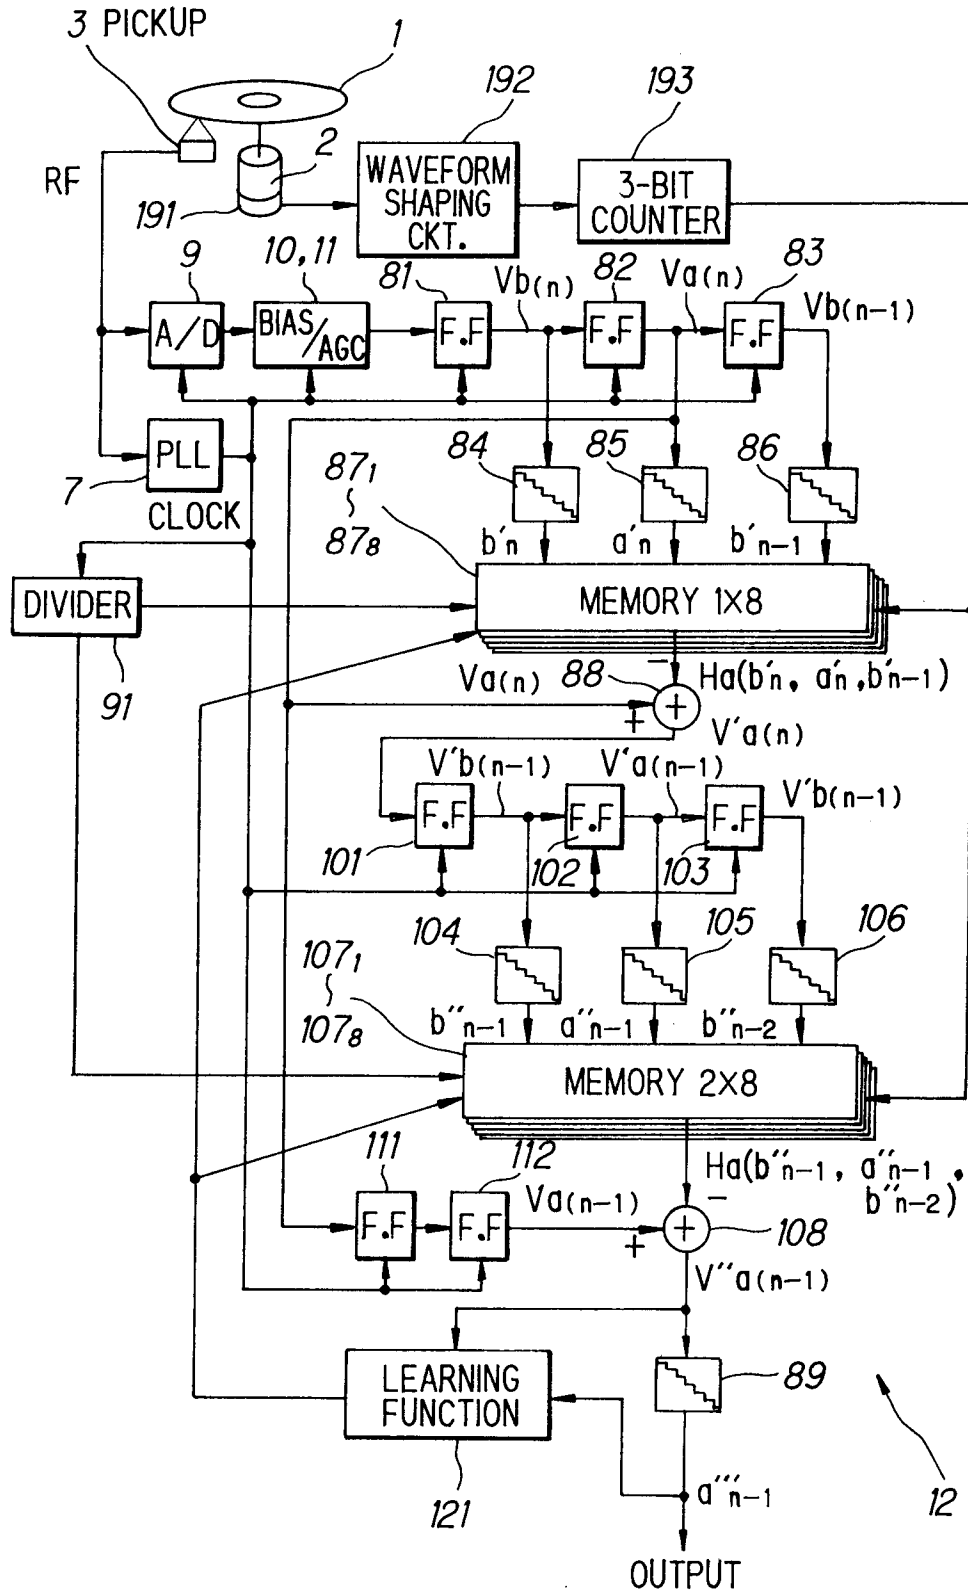 3 PICKUP
1
192
193
RF
2
191
WAVEFORM
SHAPING
CKT.
3-BIT
COUNTER
9
10, 11
81
Vb(n)
82
Va(n)
83
Vb(n-1)
A/D
BIAS/
AGC
F.F
F.F
F.F
PLL
7
CLOCK
87₁
87₈
84
85
86
b'n
a'n
b'n-1
DIVIDER
91
MEMORY 1X8
Va(n)
88
−
+
+
Ha(b'n, a'n, b'n-1)
V'a(n)
V'b(n-1)
V'a(n-1)
V'b(n-1)
F.F
F.F
F.F
101
102
103
104
105
106
107₁
107₈
b''n-1
a''n-1
b''n-2
MEMORY 2X8
111
112
Va(n-1)
F.F
F.F
−
+
+
Ha(b''n-1, a''n-1,
b''n-2)
108
V''a(n-1)
LEARNING
FUNCTION
121
89
a'''n-1
12
OUTPUT